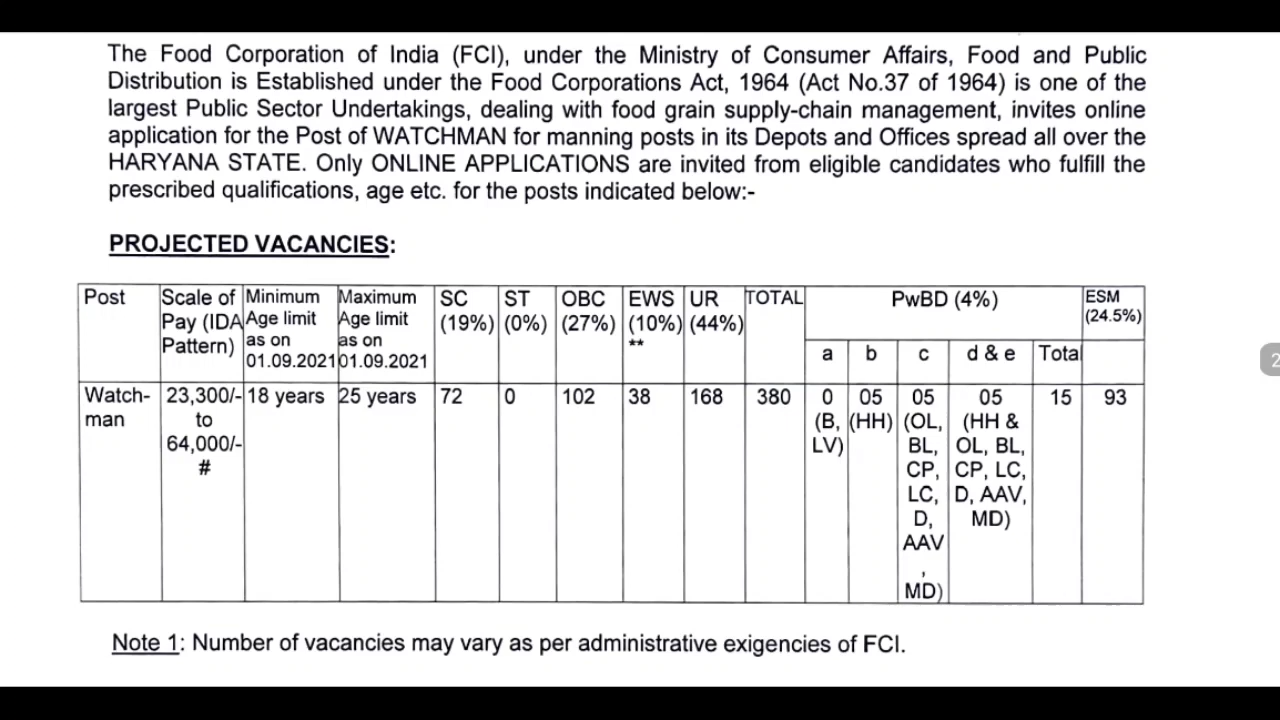 The Food Corporation of India (FCI), under the Ministry of Consumer Affairs, Food and Public
Distribution is Established under the Food Corporations Act, 1964 (Act No.37 of 1964) is one of the
largest Public Sector Undertakings, dealing with food grain supply-chain management, invites online
application for the Post of WATCHMAN for manning posts in its Depots and Offices spread all over the
HARYANA STATE. Only ONLINE APPLICATIONS are invited from eligible candidates who fulfill the
prescribed qualifications, age etc. for the posts indicated below:-
PROJECTED VACANCIES:
Post
Scale of
Pay (IDA
Pattern)
Minimum
Age limit
as on
01.09.2021
Maximum
Age limit
as on
01.09.2021
SC
(19%)
ST
(0%)
OBC
(27%)
EWS
(10%)
**
UR
(44%)
TOTAL
PwBD (4%)
ESM
(24.5%)
a
b
c
d & e
Total
Watch-
man
23,300/-
to
64,000/-
#
18 years
25 years
72
0
102
38
168
380
0
(B,
LV)
05
(HH)
05
(OL,
BL,
CP,
LC,
D,
AAV
,
MD)
05
(HH &
OL, BL,
CP, LC,
D, AAV,
MD)
15
93
Note 1: Number of vacancies may vary as per administrative exigencies of FCI.
2